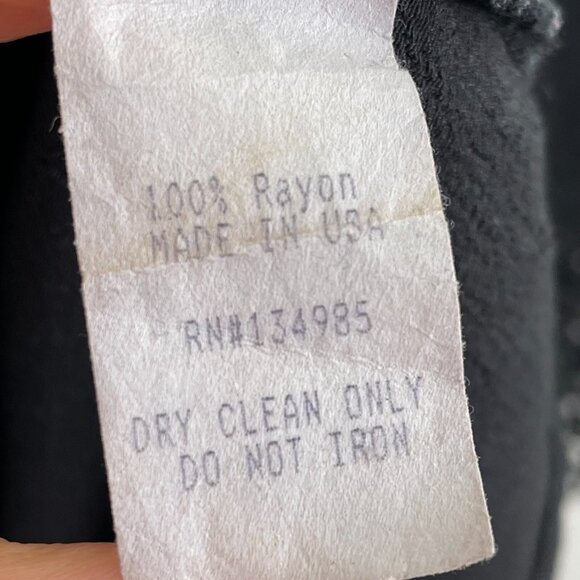 100% Rayon
MADE IN USA
RN#134985
DRY CLEAN ONLY
DO NOT IRON